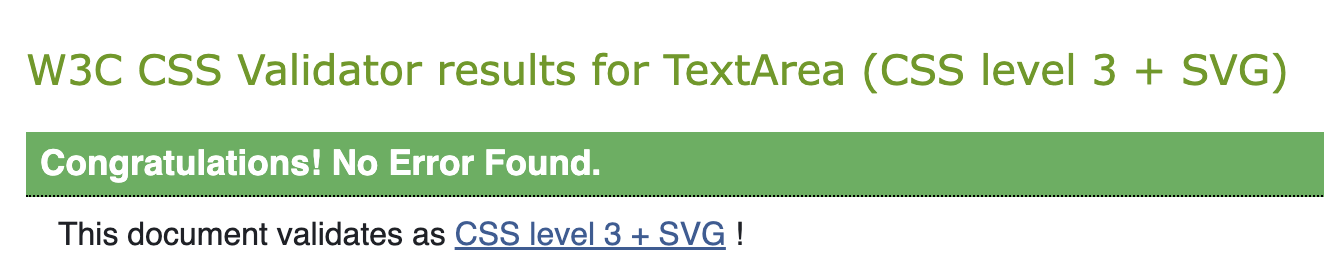 W3C CSS Validator results for TextArea (CSS level 3 + SVG)
Congratulations! No Error Found.
This document validates as CSS level 3 + SVG !